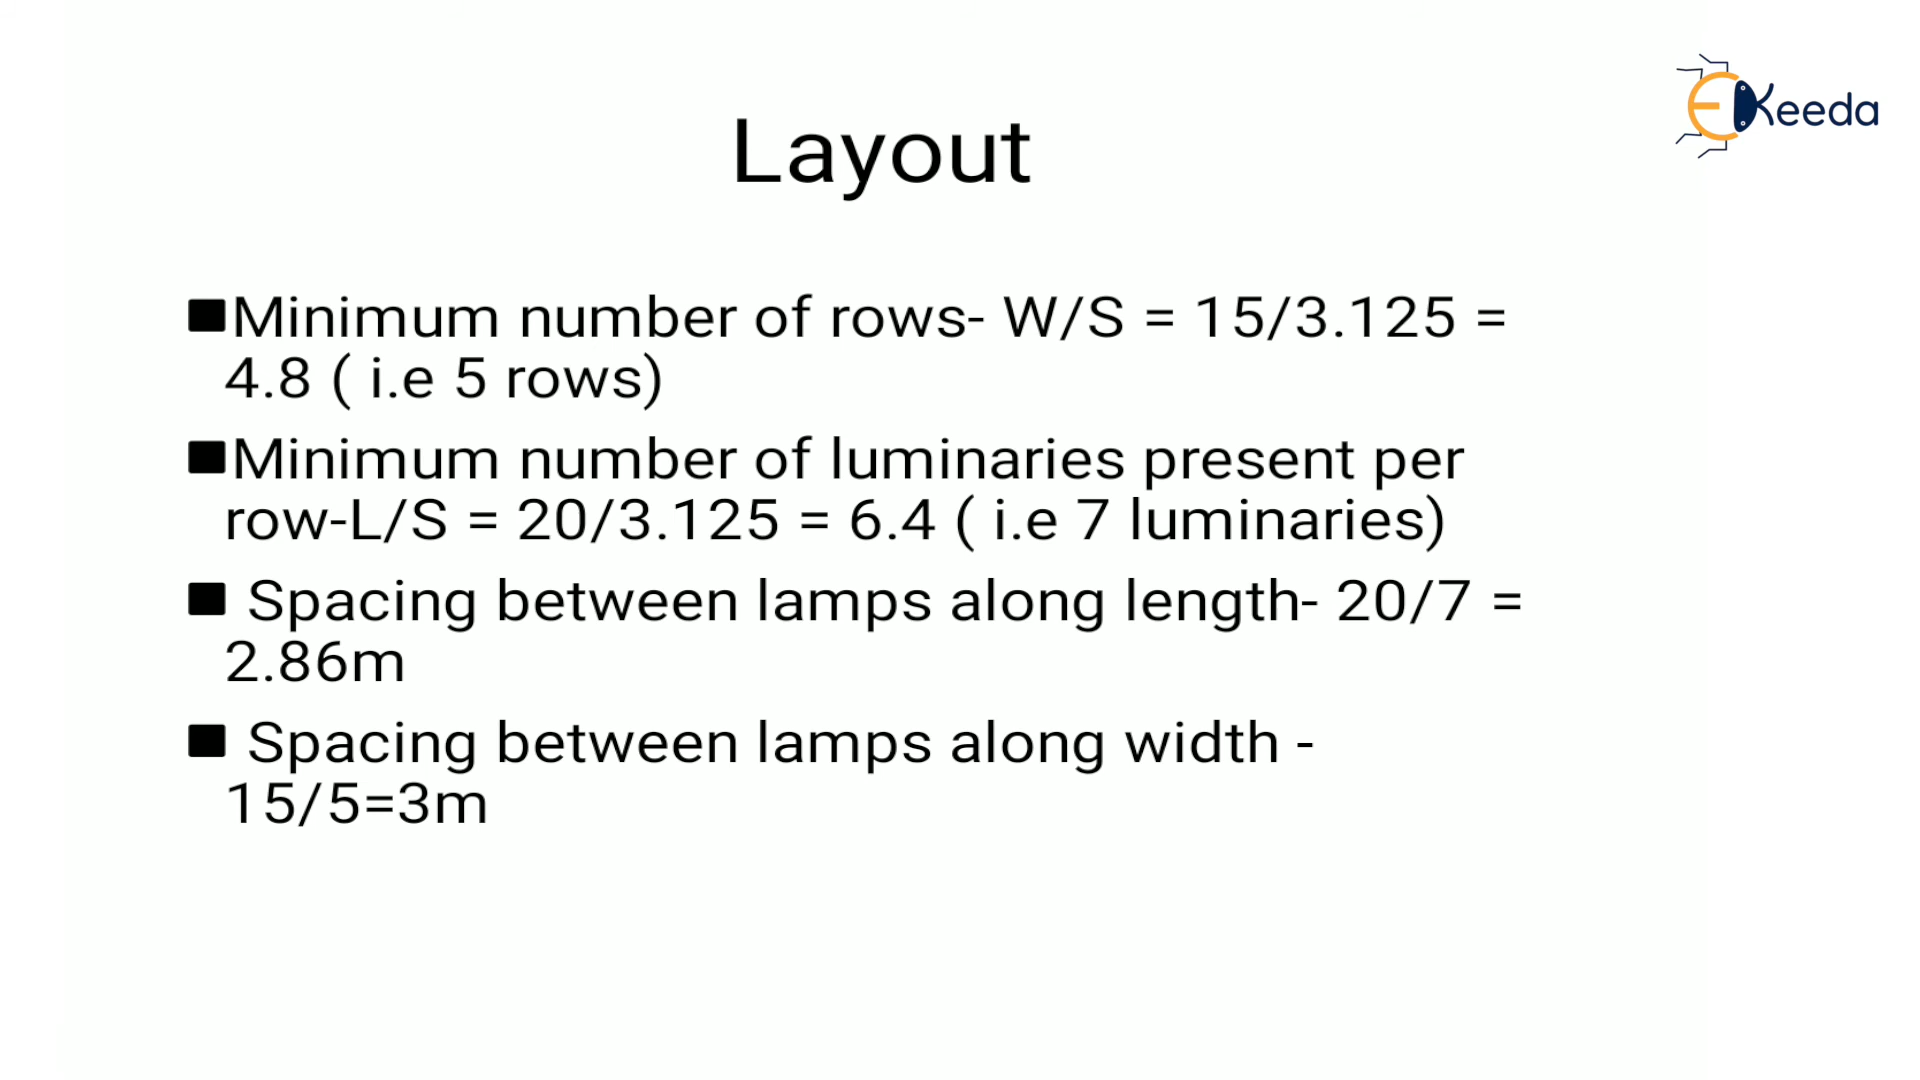 EKeeda
Layout
Minimum number of rows- W/S = 15/3.125 =
4.8 ( i.e 5 rows)
Minimum number of luminaries present per
row-L/S = 20/3.125 = 6.4 ( i.e 7 luminaries)
Spacing between lamps along length- 20/7 =
2.86m
Spacing between lamps along width -
15/5=3m